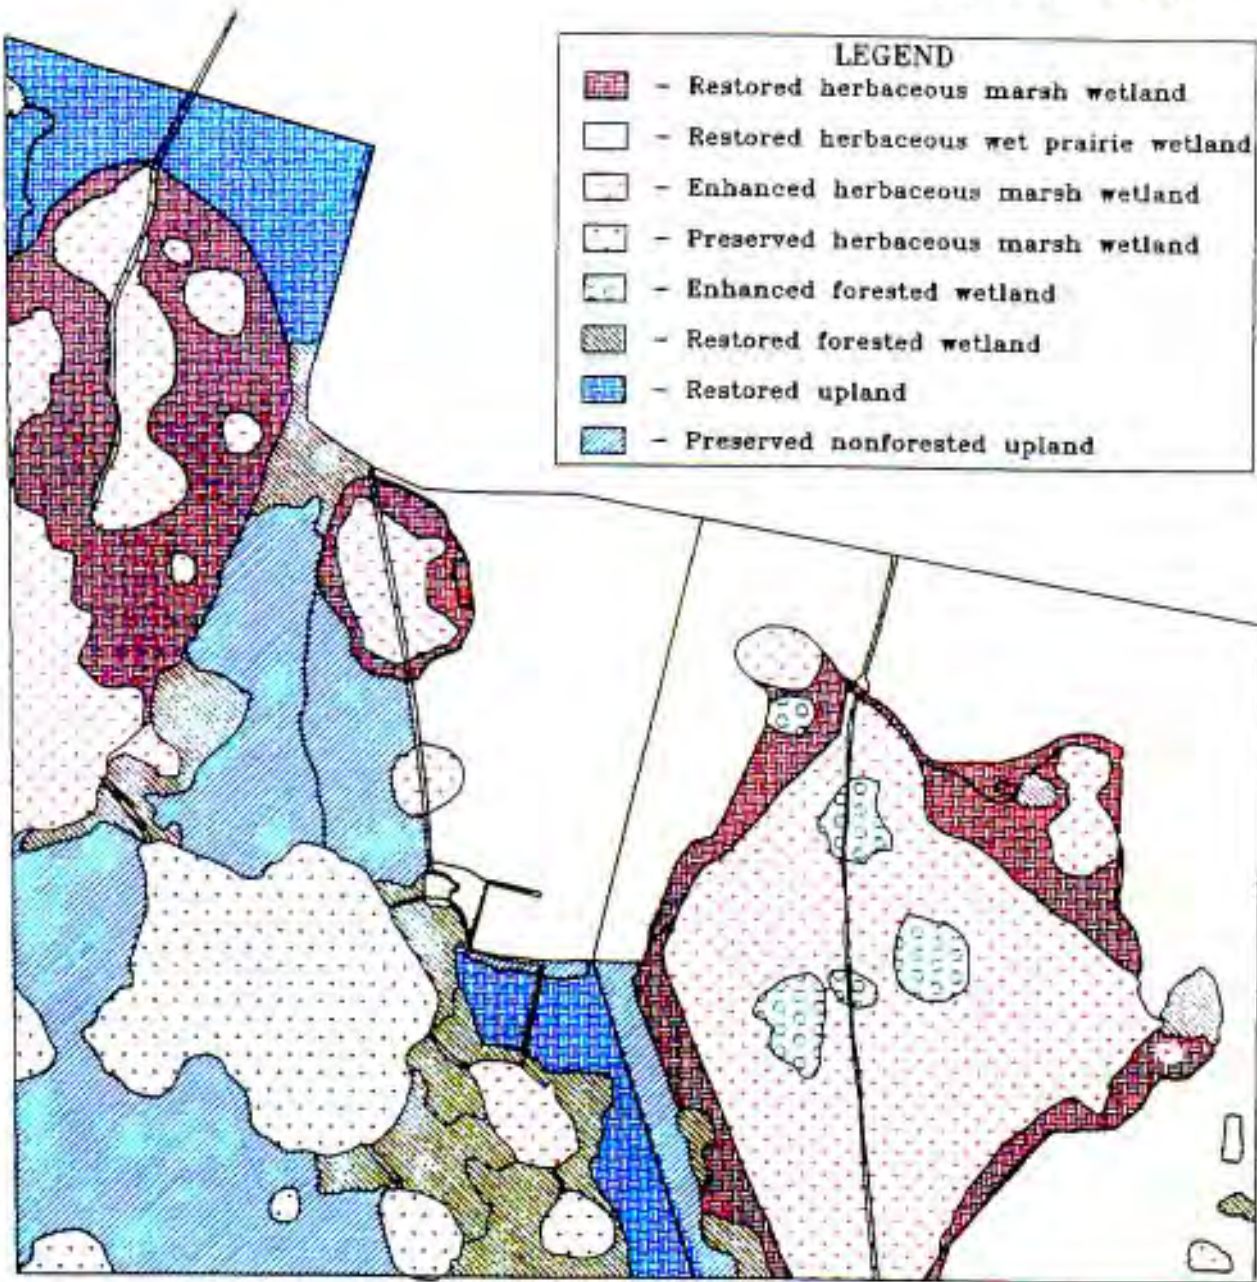 LEGEND
- Restored herbaceous marsh wetland
- Restored herbaceous wet prairie wetland
- Enhanced herbaceous marsh wetland
- Preserved herbaceous marsh wetland
- Enhanced forested wetland
- Restored forested wetland
- Restored upland
- Preserved nonforested upland